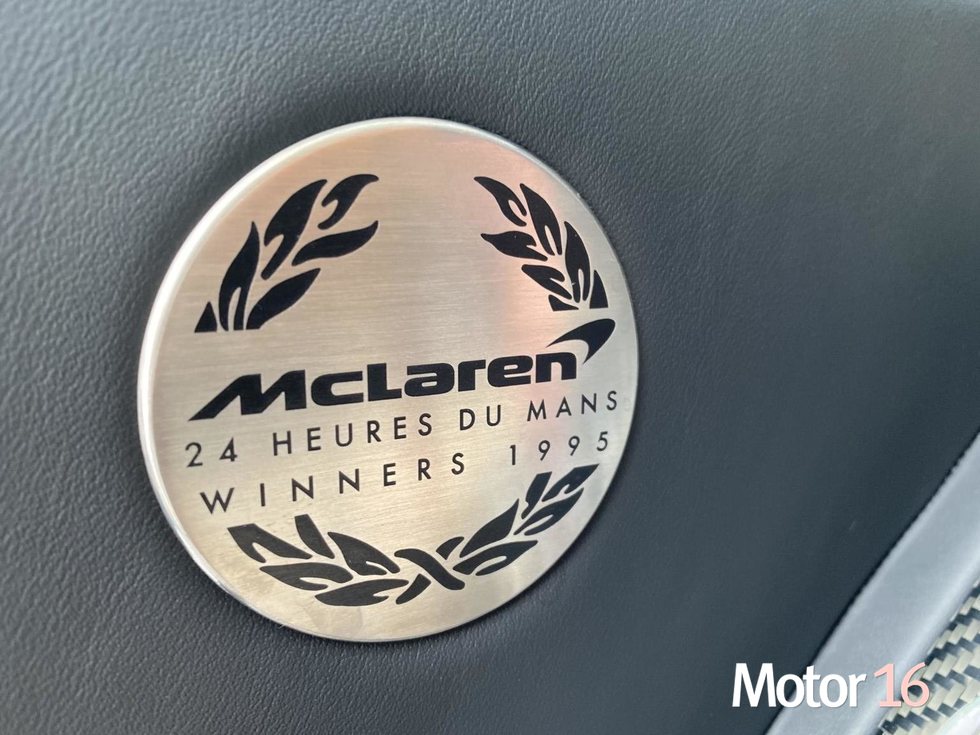 McLaren
24 HEURES DU MANS
WINNERS 1995
Motor 16